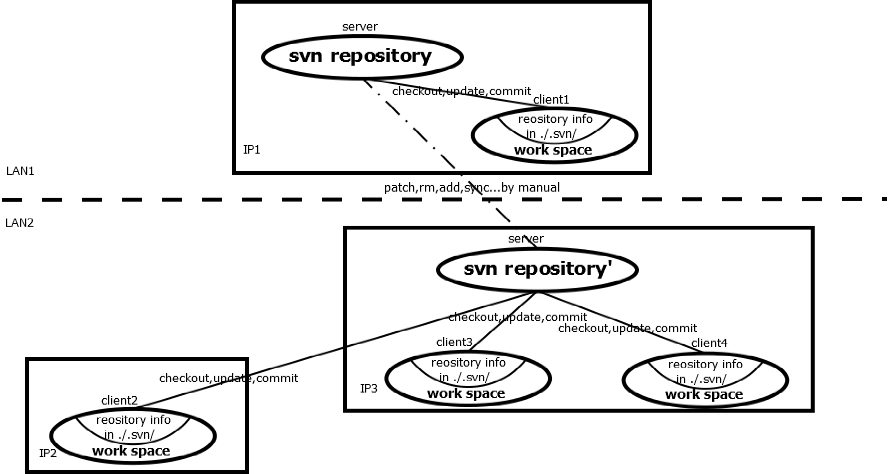 server
svn repository
checkout,update,commit
client1
reository info
in ./.svn/
work space
IP1
LAN1
patch,rm,add,sync...by manual
LAN2
server
svn repository'
checkout,update,commit
checkout,update,commit
client3
client4
reository info
in ./.svn/
work space
reository info
in ./.svn/
work space
IP3
checkout,update,commit
client2
reository info
in ./.svn/
work space
IP2